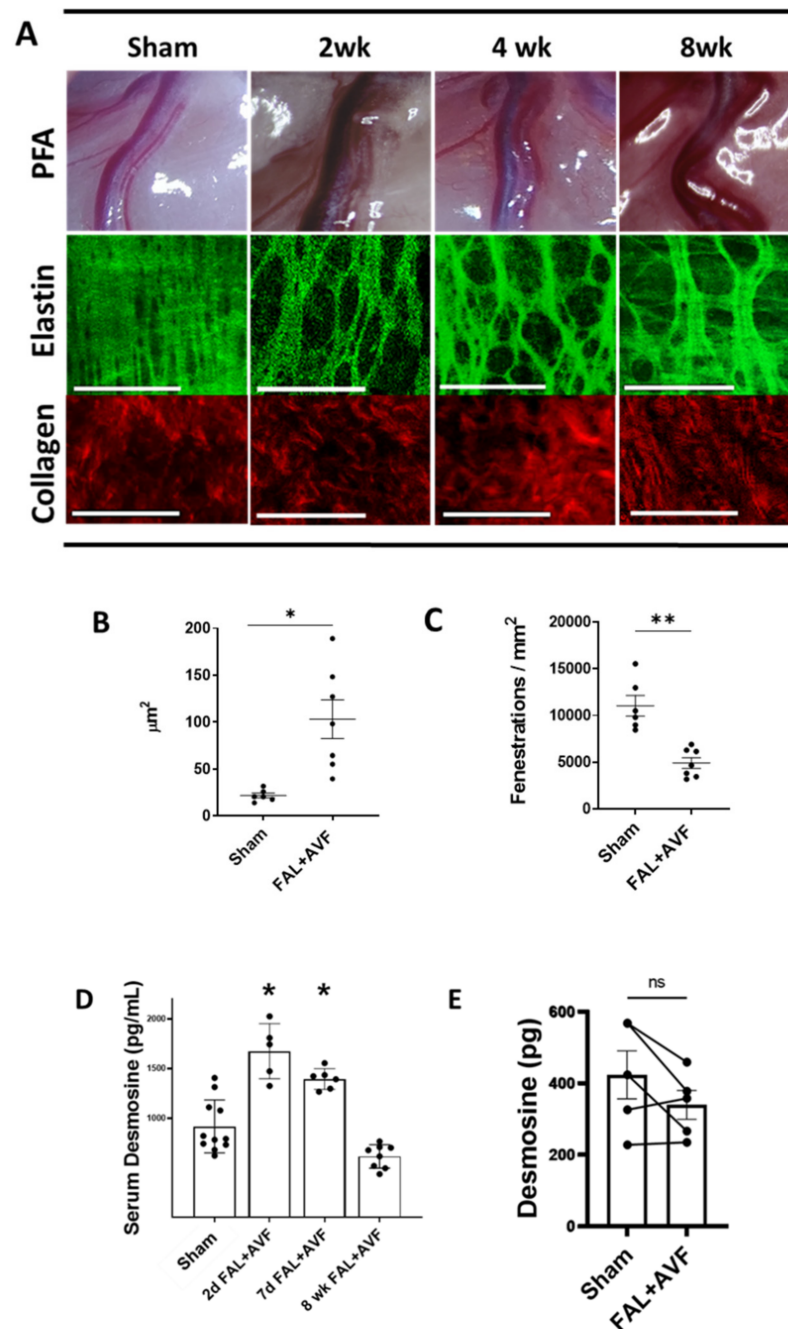 A
Sham 2wk 4 wk 8wk
PFA
Elastin
Collagen
B
*
200
150
100
50
0
μm²
Sham
FAL+AVF
C
**
20000
15000
10000
5000
0
Fenestrations / mm²
Sham
FAL+AVF
D
* *
2000
1500
1000
Serum Desmosine (pg/mL)
Sham
2d FAL+AVF
7d FAL+AVF
8 wk FAL+AVF
E
ns
600
400
200
0
Desmosine (pg)
Sham
FAL+AVF